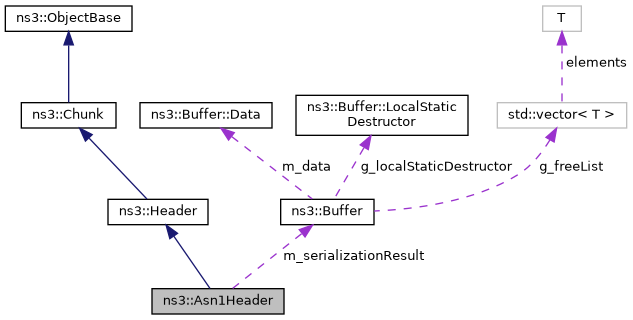 ns3::ObjectBase
T
elements
ns3::Chunk
ns3::Buffer::Data
ns3::Buffer::LocalStatic
Destructor
std::vector< T >
m_data
g_localStaticDestructor
g_freeList
ns3::Header
ns3::Buffer
m_serializationResult
ns3::Asn1Header